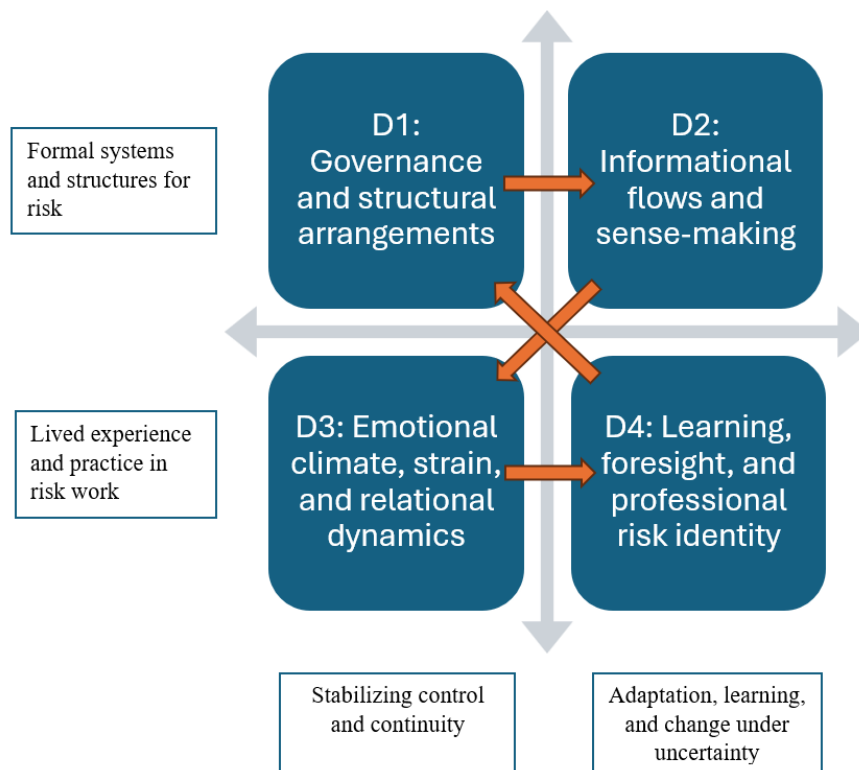 D1:
Governance
and structural
arrangements
D2:
Informational
flows and
sense-making
Formal systems
and structures for
risk
D3: Emotional
climate, strain,
and relational
dynamics
D4: Learning,
foresight, and
professional
risk identity
Lived experience
and practice in
risk work
Stabilizing control
and continuity
Adaptation, learning,
and change under
uncertainty